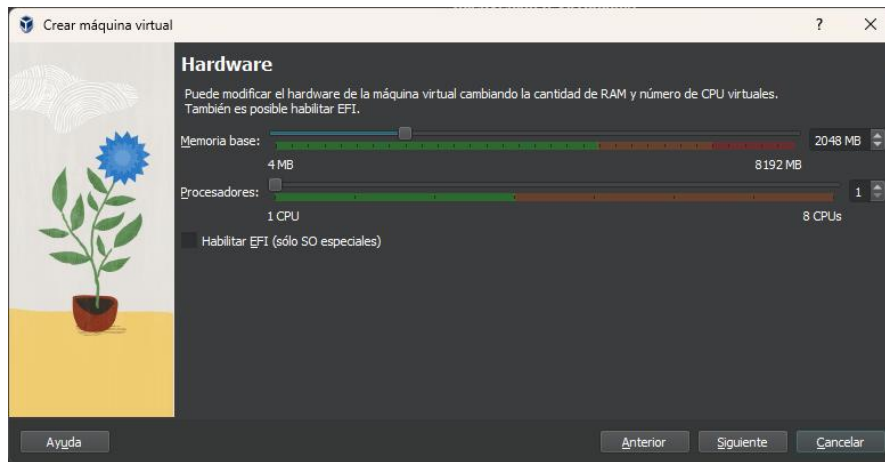 Crear máquina virtual
?
Hardware
Puede modificar el hardware de la máquina virtual cambiando la cantidad de RAM y número de CPU virtuales.
También es posible habilitar EFI.
Memoria base:
2048 MB
4 MB
8192 MB
Procesadores:
1
1 CPU
8 CPUs
Habilitar EFI (sólo SO especiales)
Ayuda
Anterior
Siguiente
Cancelar